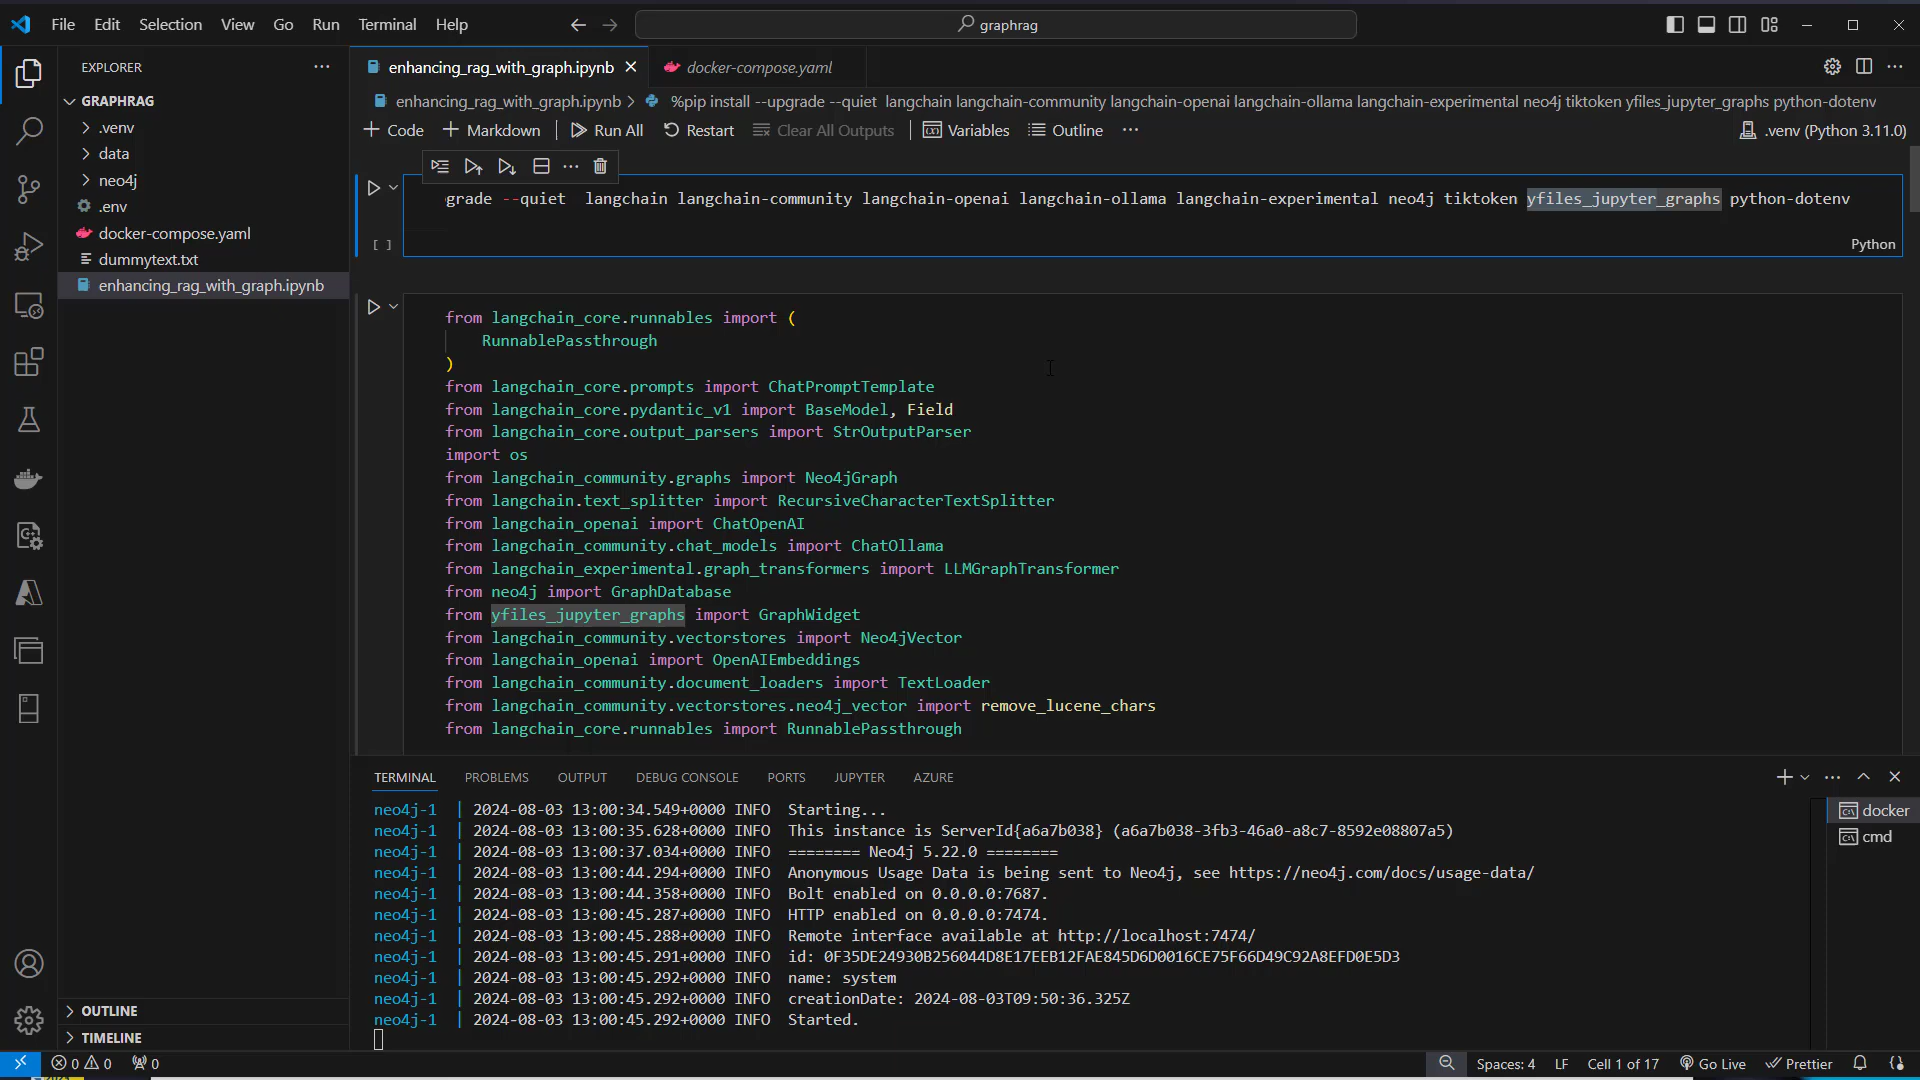 File Edit Selection View Go Run Terminal Help
graphrag
EXPLORER
GRAPHRAG
.venv
data
neo4j
.env
docker-compose.yaml
dummytext.txt
enhancing_rag_with_graph.ipynb
OUTLINE
TIMELINE
enhancing_rag_with_graph.ipynb docker-compose.yaml
enhancing_rag_with_graph.ipynb > %pip install --upgrade --quiet langchain langchain-community langchain-openai langchain-ollama langchain-experimental neo4j tiktoken yfiles_jupyter_graphs python-dotenv
Code Markdown Run All Restart Clear All Outputs Variables Outline .venv (Python 3.11.0)
grade --quiet langchain langchain-community langchain-openai langchain-ollama langchain-experimental neo4j tiktoken yfiles_jupyter_graphs python-dotenv
[ ]
Python
from langchain_core.runnables import (
RunnablePassthrough
)
from langchain_core.prompts import ChatPromptTemplate
from langchain_core.pydantic_v1 import BaseModel, Field
from langchain_core.output_parsers import StrOutputParser
import os
from langchain_community.graphs import Neo4jGraph
from langchain.text_splitter import RecursiveCharacterTextSplitter
from langchain_openai import ChatOpenAI
from langchain_community.chat_models import ChatOllama
from langchain_experimental.graph_transformers import LLMGraphTransformer
from neo4j import GraphDatabase
from yfiles_jupyter_graphs import GraphWidget
from langchain_community.vectorstores import Neo4jVector
from langchain_openai import OpenAIEmbeddings
from langchain_community.document_loaders import TextLoader
from langchain_community.vectorstores.neo4j_vector import remove_lucene_chars
from langchain_core.runnables import RunnablePassthrough
TERMINAL PROBLEMS OUTPUT DEBUG CONSOLE PORTS JUPYTER AZURE
neo4j-1 | 2024-08-03 13:00:34.549+0000 INFO Starting...
neo4j-1 | 2024-08-03 13:00:35.628+0000 INFO This instance is ServerId{a6a7b038} (a6a7b038-3fb3-46a0-a8c7-8592e08807a5)
neo4j-1 | 2024-08-03 13:00:37.034+0000 INFO ======== Neo4j 5.22.0 ========
neo4j-1 | 2024-08-03 13:00:44.294+0000 INFO Anonymous Usage Data is being sent to Neo4j, see https://neo4j.com/docs/usage-data/
neo4j-1 | 2024-08-03 13:00:44.358+0000 INFO Bolt enabled on 0.0.0.0:7687.
neo4j-1 | 2024-08-03 13:00:45.287+0000 INFO HTTP enabled on 0.0.0.0:7474.
neo4j-1 | 2024-08-03 13:00:45.288+0000 INFO Remote interface available at http://localhost:7474/
neo4j-1 | 2024-08-03 13:00:45.291+0000 INFO id: 0F35DE24930B256044D8E17EEB12FAE845D6D0016CE75F66D49C92A8EFD0E5D3
neo4j-1 | 2024-08-03 13:00:45.292+0000 INFO name: system
neo4j-1 | 2024-08-03 13:00:45.292+0000 INFO creationDate: 2024-08-03T09:50:36.325Z
neo4j-1 | 2024-08-03 13:00:45.292+0000 INFO Started.
docker
cmd
0 0 0 Spaces: 4 LF Cell 1 of 17 Go Live Prettier